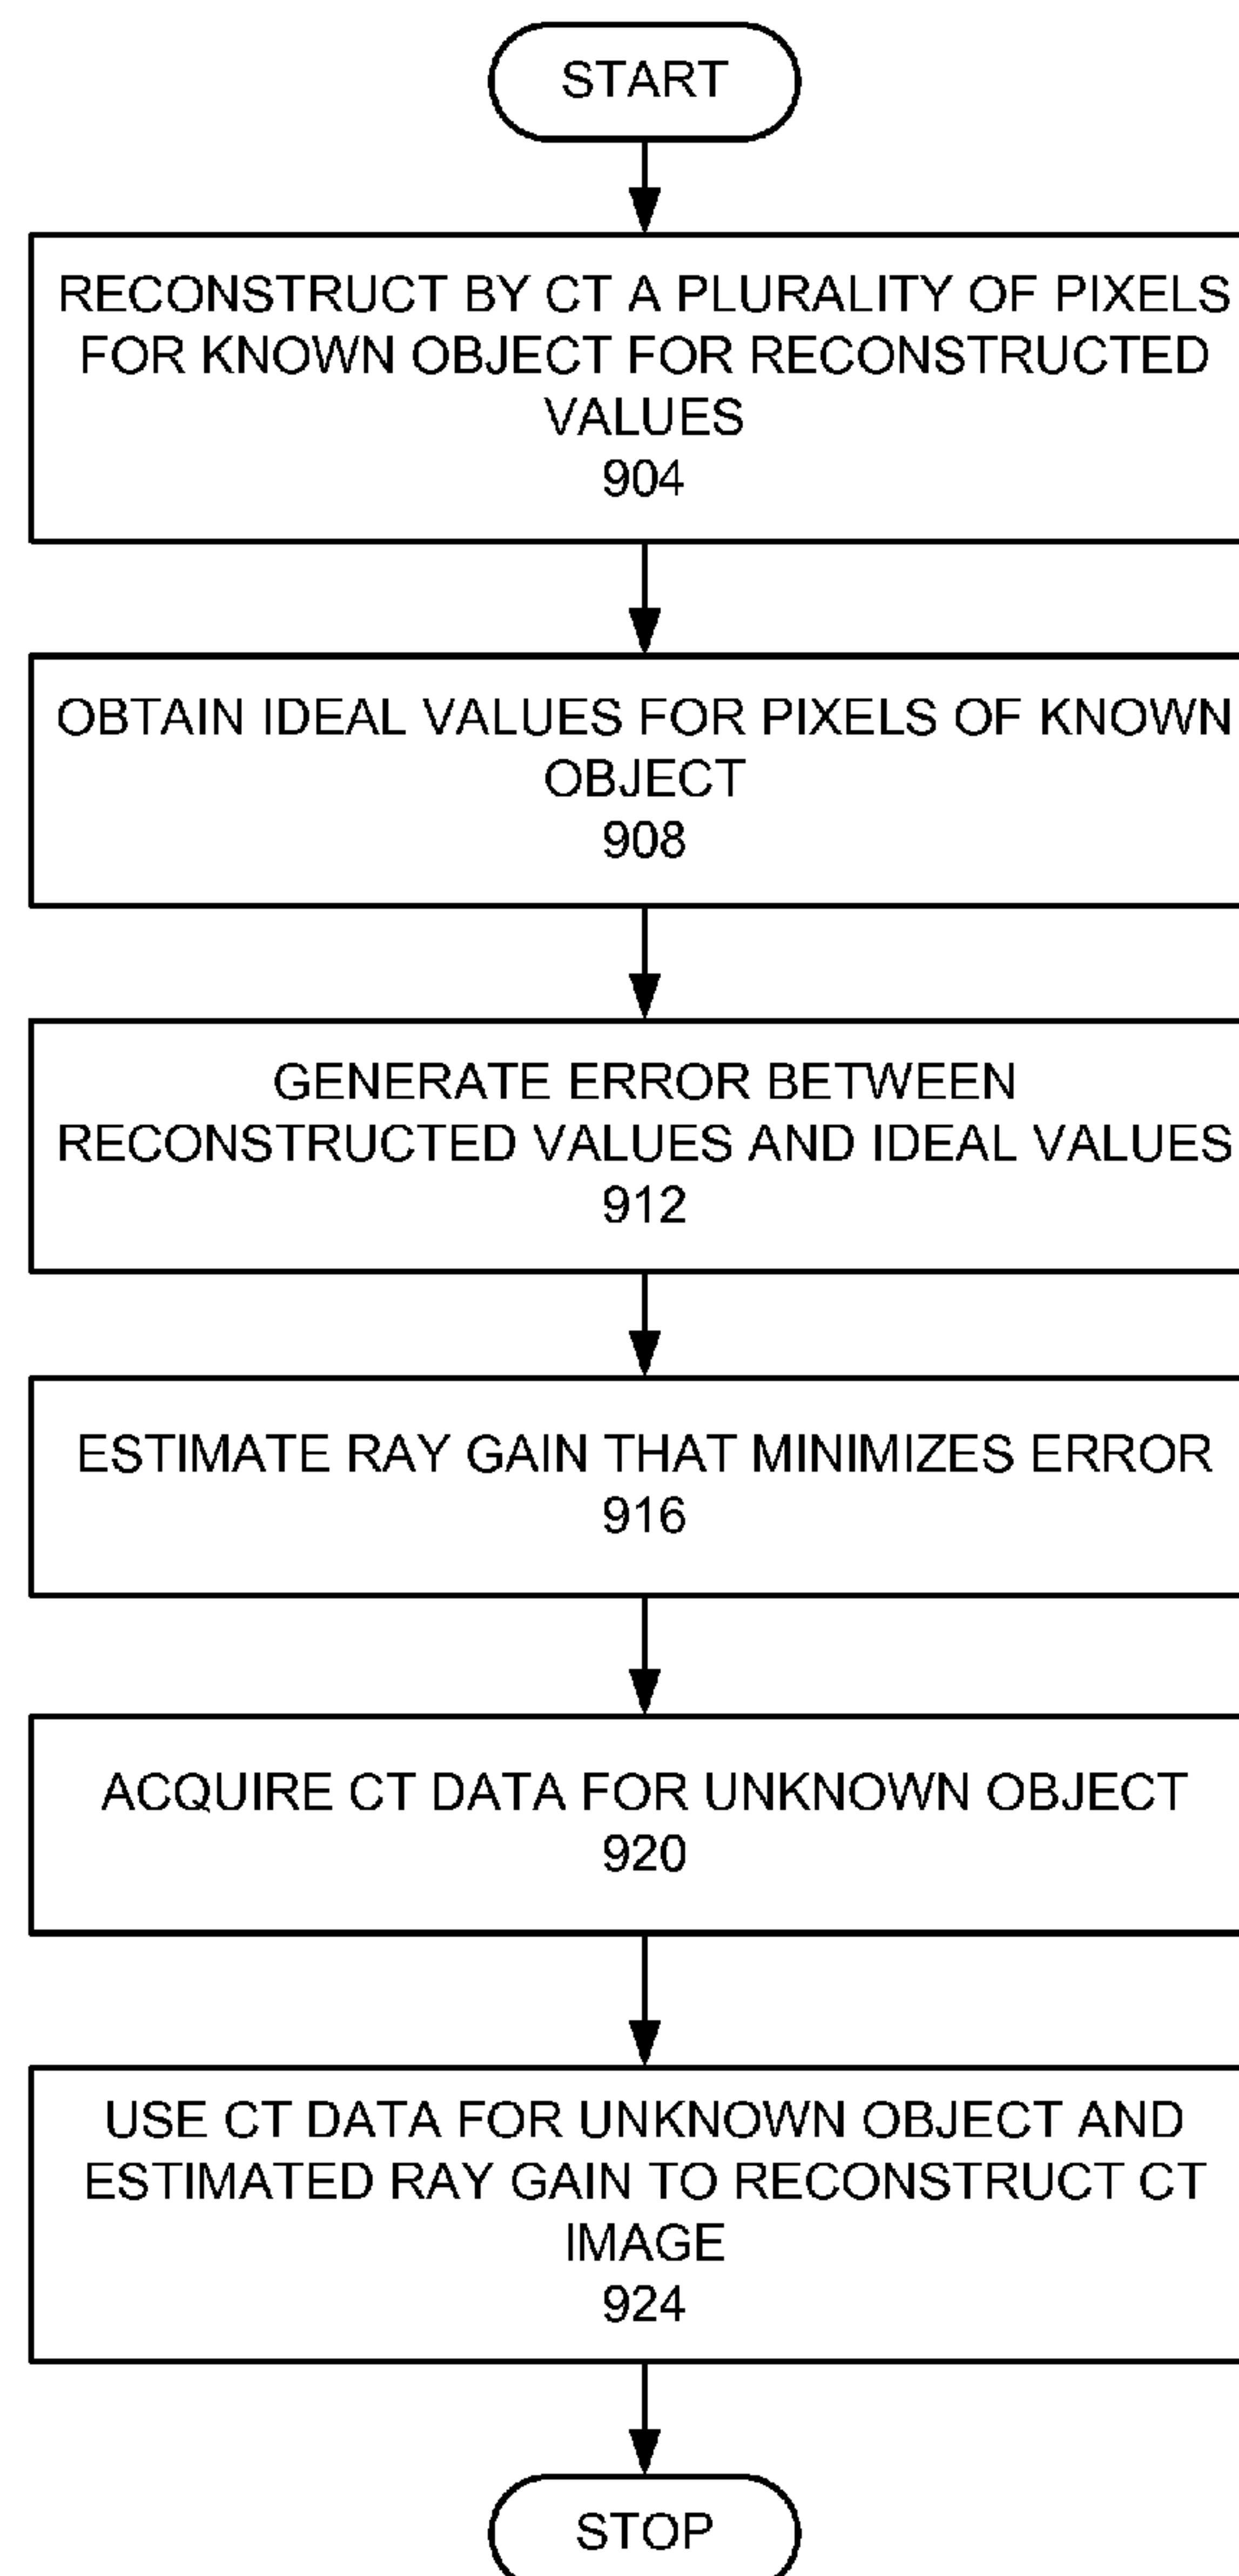 START
RECONSTRUCT BY CT A PLURALITY OF PIXELS
FOR KNOWN OBJECT FOR RECONSTRUCTED
VALUES
904
OBTAIN IDEAL VALUES FOR PIXELS OF KNOWN
OBJECT
908
GENERATE ERROR BETWEEN
RECONSTRUCTED VALUES AND IDEAL VALUES
912
ESTIMATE RAY GAIN THAT MINIMIZES ERROR
916
ACQUIRE CT DATA FOR UNKNOWN OBJECT
920
USE CT DATA FOR UNKNOWN OBJECT AND
ESTIMATED RAY GAIN TO RECONSTRUCT CT
IMAGE
924
STOP